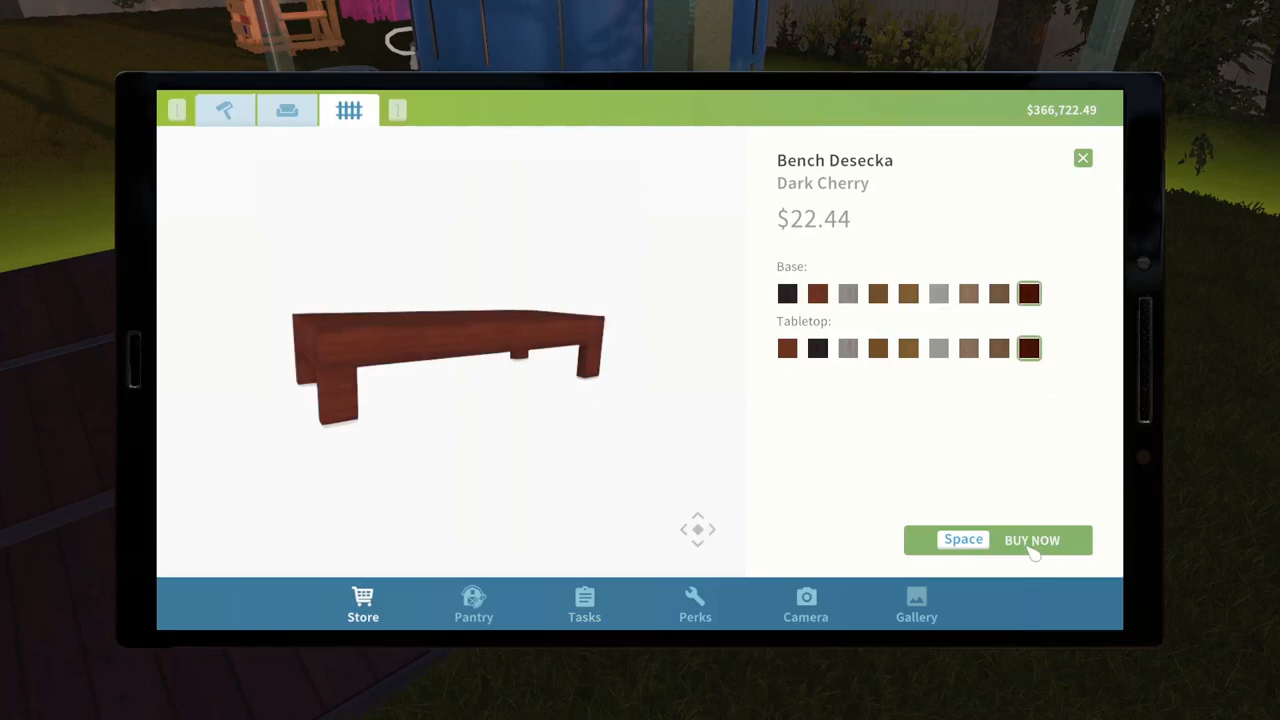 [
]
$366,722.49
Bench Desecka
Dark Cherry
$22.44
Base:
Tabletop:
Space BUY NOW
Store
Pantry
Tasks
Perks
Camera
Gallery